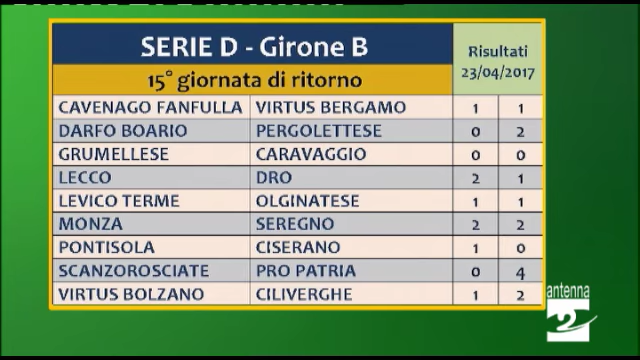 SERIE D - Girone B
Risultati
23/04/2017
15° giornata di ritorno
CAVENAGO FANFULLA VIRTUS BERGAMO 1 1
DARFO BOARIO PERGOLETTESE 0 2
GRUMELLESE CARAVAGGIO 0 0
LECCO DRO 2 1
LEVICO TERME OLGINATESE 1 1
MONZA SEREGNO 2 2
PONTISOLA CISERANO 1 0
SCANZOROSCIATE PRO PATRIA 0 4
VIRTUS BOLZANO CILIVERGHE 1 2
antenna
2